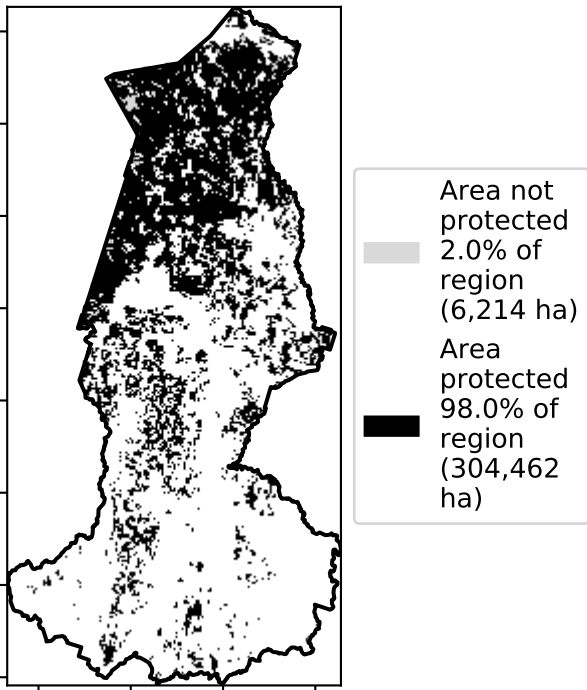 Area not
protected
2.0% of
region
(6,214 ha)
Area
protected
98.0% of
region
(304,462
ha)